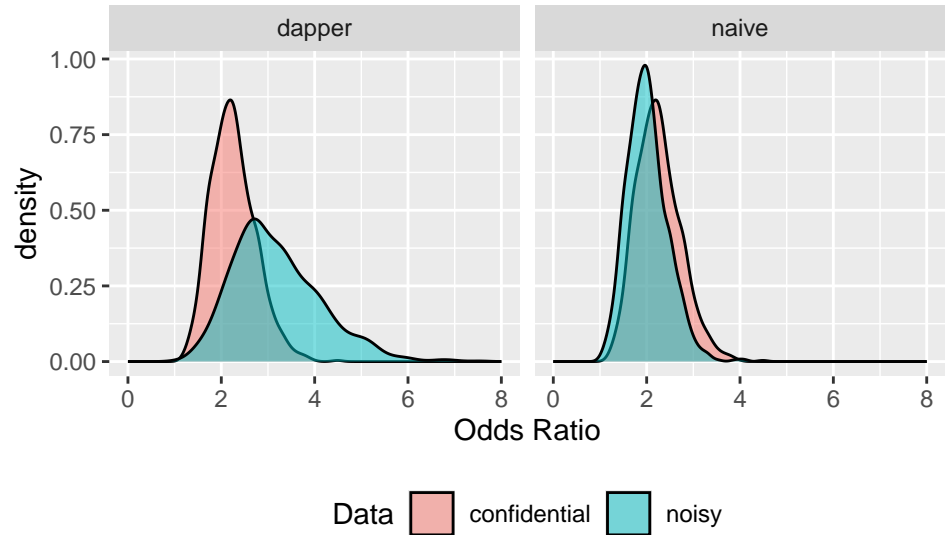 dapper
naive
1.00
0.75
0.50
0.25
0.00
density
0 2 4 6 8
0 2 4 6 8
Odds Ratio
Data confidential noisy